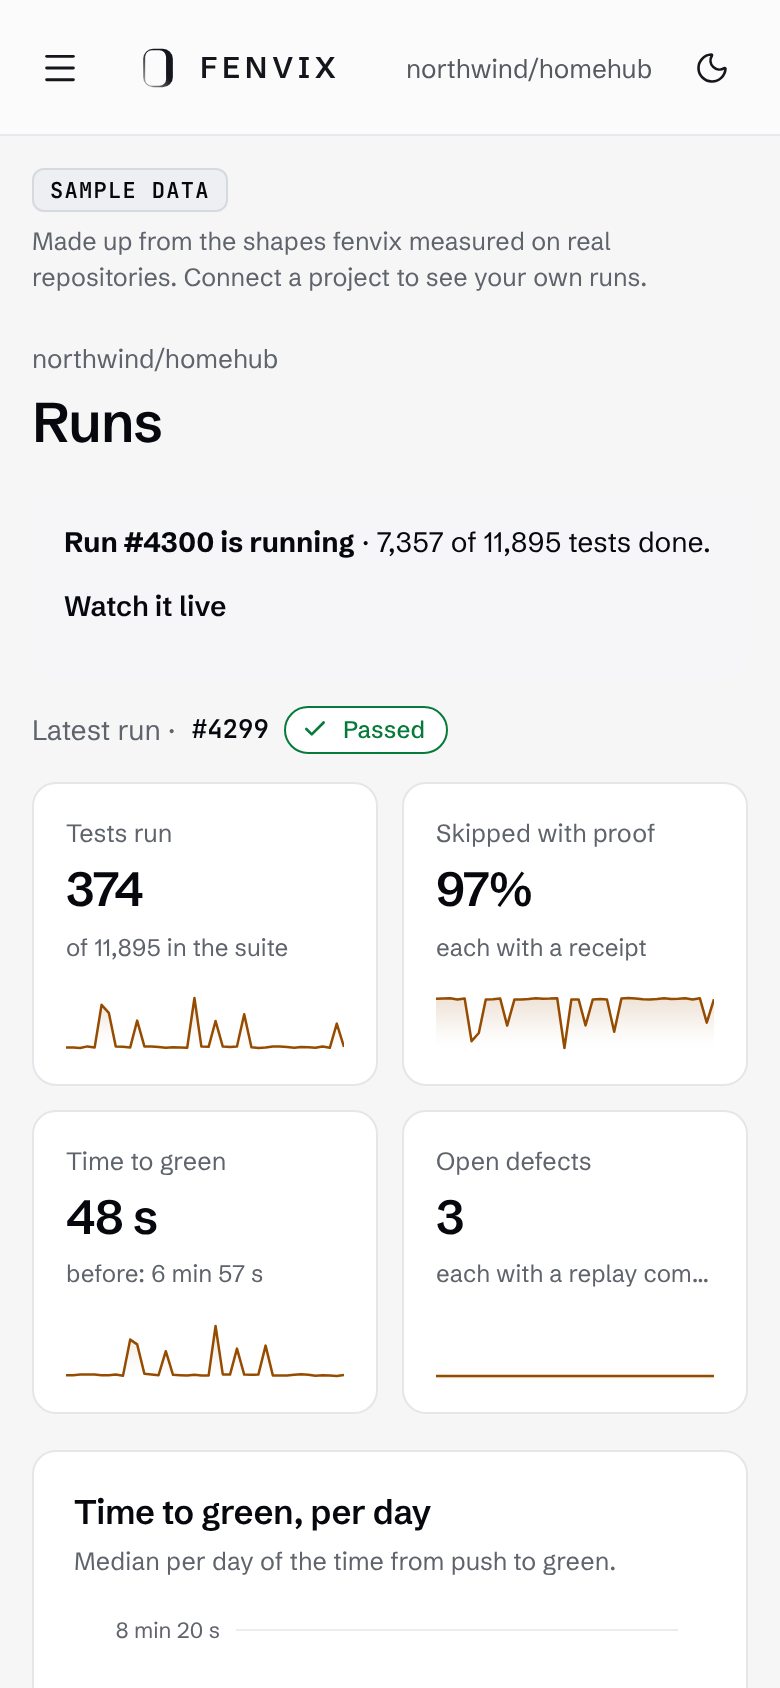 FENVIX
northwind/homehub
SAMPLE DATA
Made up from the shapes fenvix measured on real
repositories. Connect a project to see your own runs.
northwind/homehub
Runs
Run #4300 is running · 7,357 of 11,895 tests done.
Watch it live
Latest run · #4299 Passed
Tests run
374
of 11,895 in the suite
Skipped with proof
97%
each with a receipt
Time to green
48 s
before: 6 min 57 s
Open defects
3
each with a replay com...
Time to green, per day
Median per day of the time from push to green.
8 min 20 s